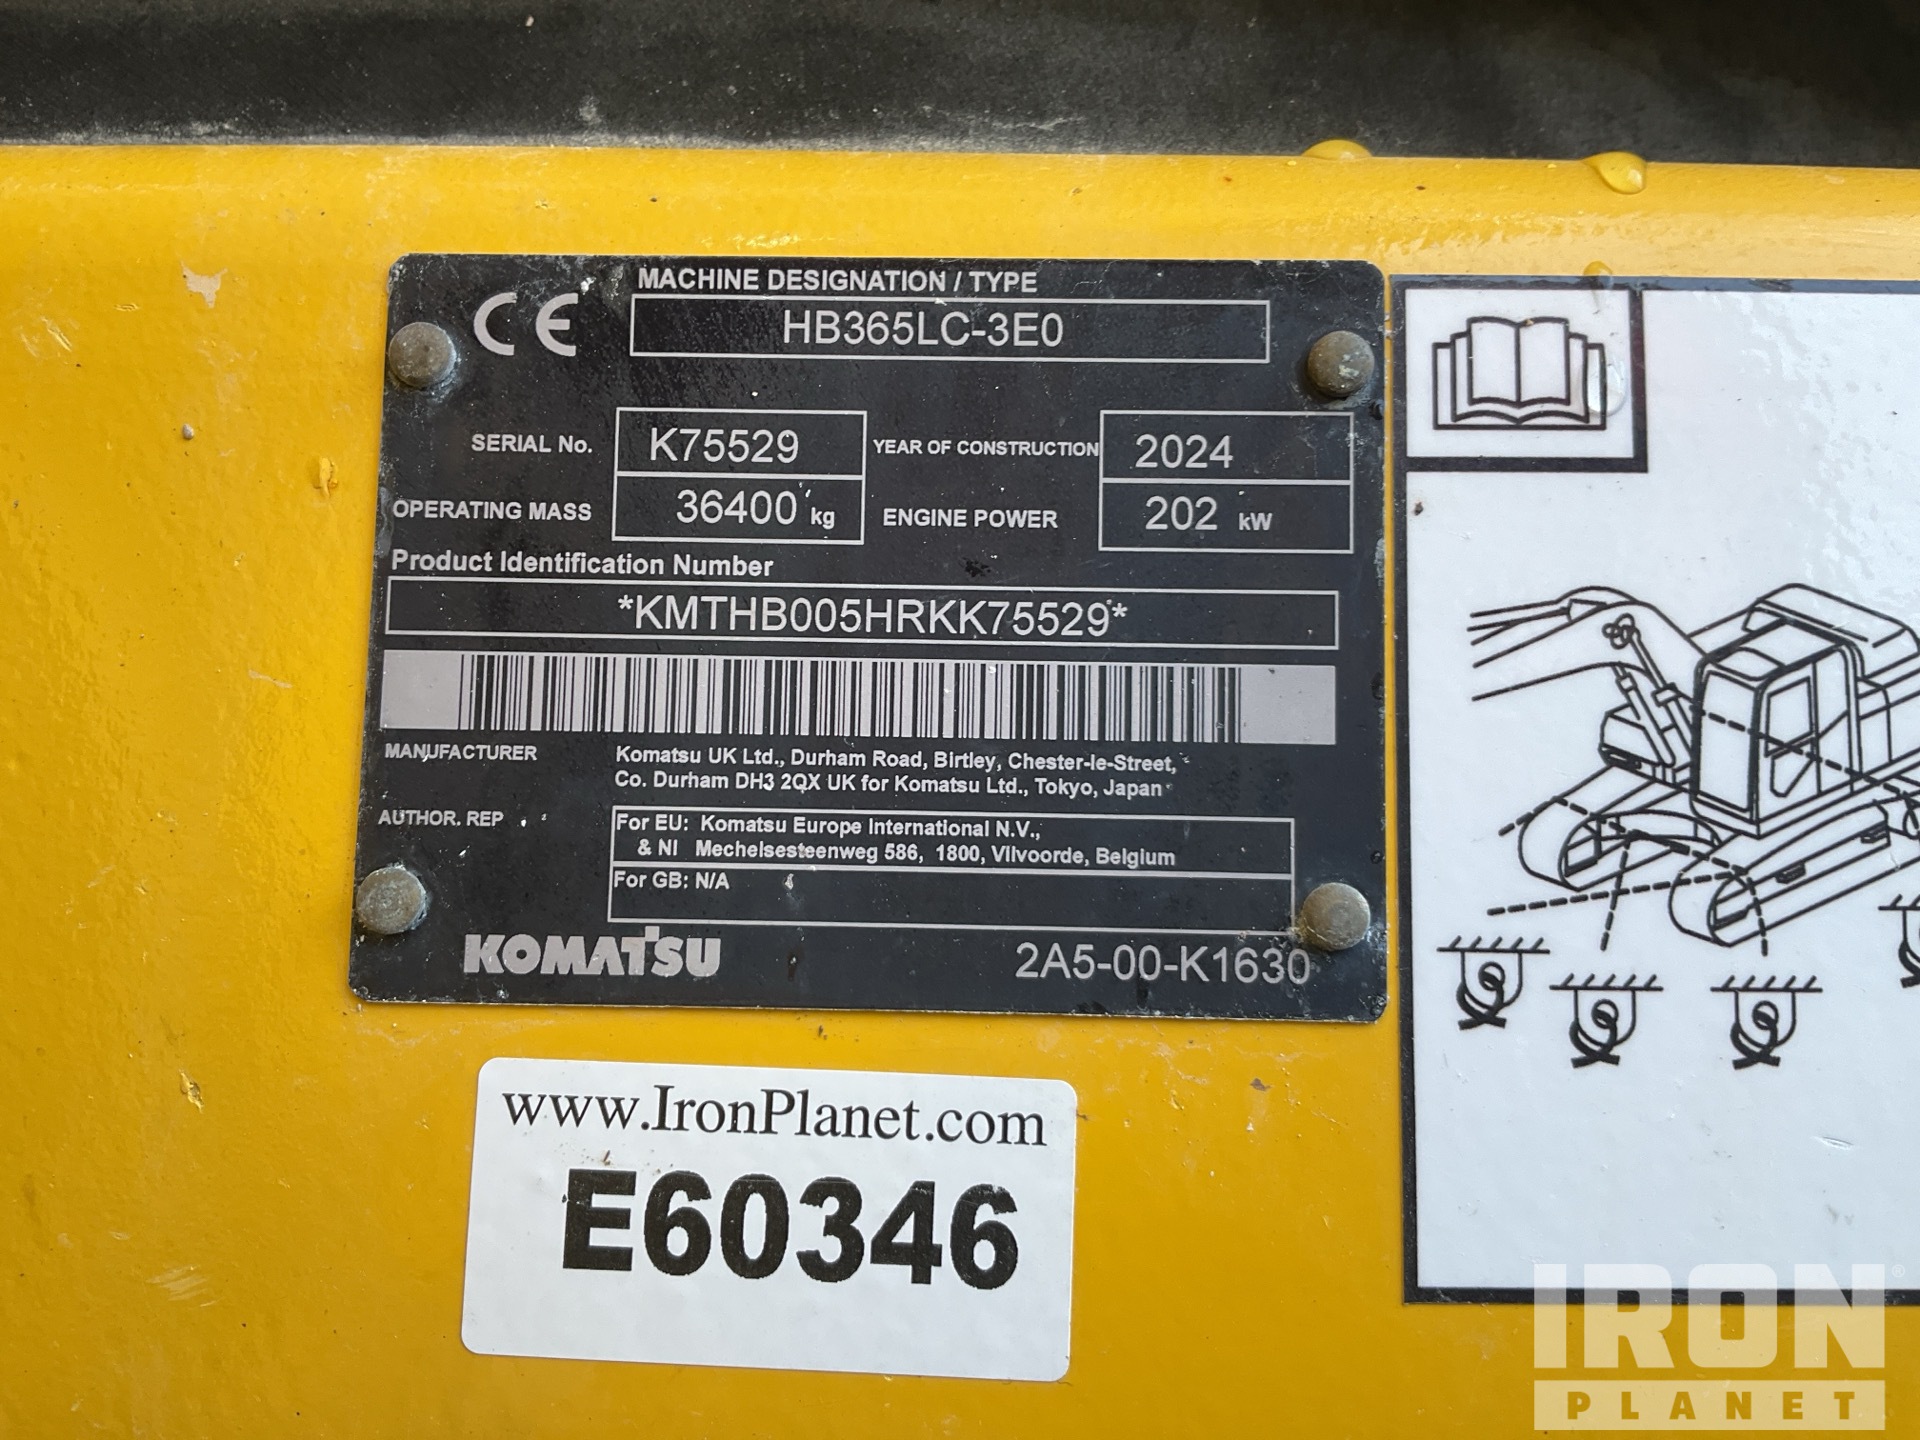 CE
MACHINE DESIGNATION / TYPE
HB365LC-3E0
SERIAL No. K75529 YEAR OF CONSTRUCTION 2024
OPERATING MASS 36400 kg ENGINE POWER 202 kW
Product Identification Number
*KMTHB005HRKK75529*
MANUFACTURER Komatsu UK Ltd., Durham Road, Birtley, Chester-le-Street,
Co. Durham DH3 2QX UK for Komatsu Ltd., Tokyo, Japan
AUTHOR. REP For EU: Komatsu Europe International N.V.,
& NI Mechelsesteenweg 586, 1800, Vilvoorde, Belgium
For GB: N/A
KOMATSU 2A5-00-K1630
www.IronPlanet.com
E60346
IRON
PLANET